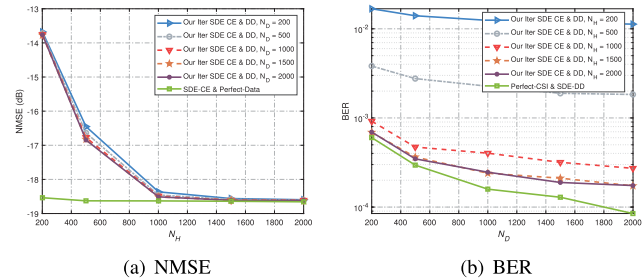 -13
-14
-15
-16
-17
-18
-19
NMSE (dB)
200 400 600 800 1000 1200 1400 1600 1800 2000
N_H
Our Iter SDE CE & DD, N_D = 200
Our Iter SDE CE & DD, N_D = 500
Our Iter SDE CE & DD, N_D = 1000
Our Iter SDE CE & DD, N_D = 1500
Our Iter SDE CE & DD, N_D = 2000
SDE-CE & Perfect-Data
(a) NMSE
10^-2
10^-3
10^-4
BER
200 400 600 800 1000 1200 1400 1600 1800 2000
N_D
Our Iter SDE CE & DD, N_H = 200
Our Iter SDE CE & DD, N_H = 500
Our Iter SDE CE & DD, N_H = 1000
Our Iter SDE CE & DD, N_H = 1500
Our Iter SDE CE & DD, N_H = 2000
Perfect-CSI & SDE-DD
(b) BER